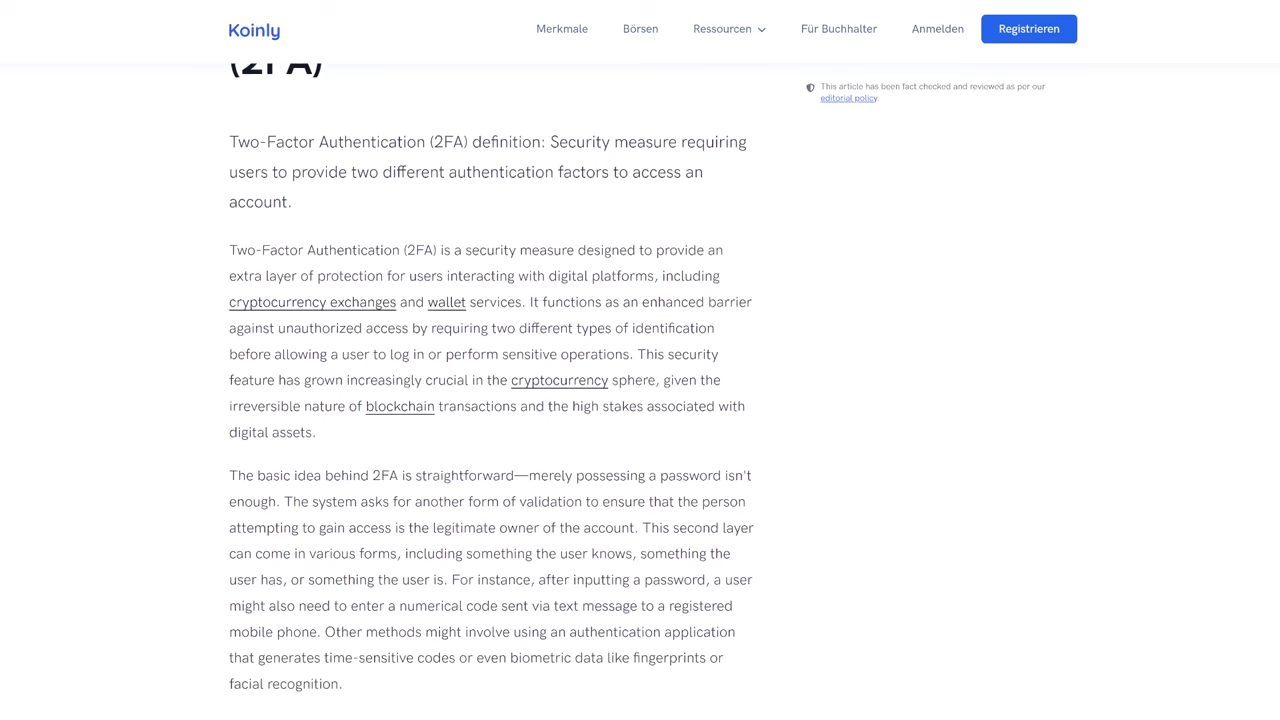 Koinly
Merkmale
Börsen
Ressourcen
Für Buchhalter
Anmelden
Registrieren
(2FA)
This article has been fact checked and reviewed as per our
editorial policy.
Two-Factor Authentication (2FA) definition: Security measure requiring
users to provide two different authentication factors to access an
account.
Two-Factor Authentication (2FA) is a security measure designed to provide an
extra layer of protection for users interacting with digital platforms, including
cryptocurrency exchanges and wallet services. It functions as an enhanced barrier
against unauthorized access by requiring two different types of identification
before allowing a user to log in or perform sensitive operations. This security
feature has grown increasingly crucial in the cryptocurrency sphere, given the
irreversible nature of blockchain transactions and the high stakes associated with
digital assets.
The basic idea behind 2FA is straightforward—merely possessing a password isn't
enough. The system asks for another form of validation to ensure that the person
attempting to gain access is the legitimate owner of the account. This second layer
can come in various forms, including something the user knows, something the
user has, or something the user is. For instance, after inputting a password, a user
might also need to enter a numerical code sent via text message to a registered
mobile phone. Other methods might involve using an authentication application
that generates time-sensitive codes or even biometric data like fingerprints or
facial recognition.